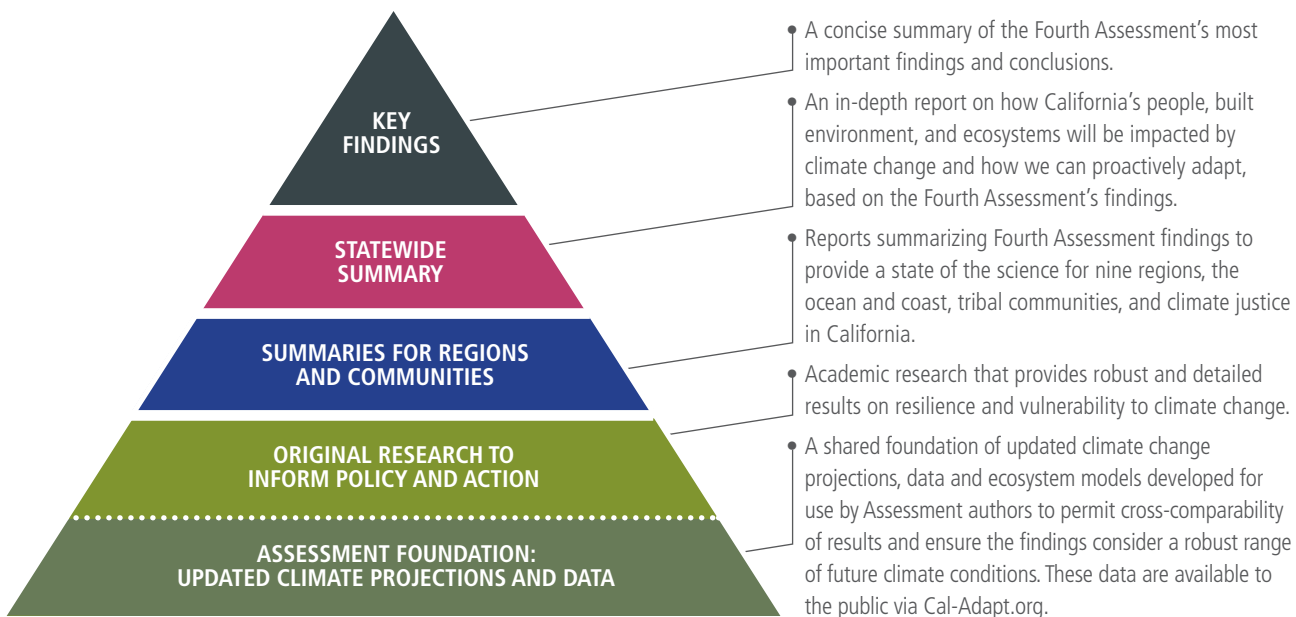 KEY
FINDINGS
A concise summary of the Fourth Assessment’s most
important findings and conclusions.
STATEWIDE
SUMMARY
An in-depth report on how California’s people, built
environment, and ecosystems will be impacted by
climate change and how we can proactively adapt,
based on the Fourth Assessment’s findings.
SUMMARIES FOR REGIONS
AND COMMUNITIES
Reports summarizing Fourth Assessment findings to
provide a state of the science for nine regions, the
ocean and coast, tribal communities, and climate justice
in California.
ORIGINAL RESEARCH TO
INFORM POLICY AND ACTION
Academic research that provides robust and detailed
results on resilience and vulnerability to climate change.
ASSESSMENT FOUNDATION:
UPDATED CLIMATE PROJECTIONS AND DATA
A shared foundation of updated climate change
projections, data and ecosystem models developed for
use by Assessment authors to permit cross-comparability
of results and ensure the findings consider a robust range
of future climate conditions. These data are available to
the public via Cal-Adapt.org.